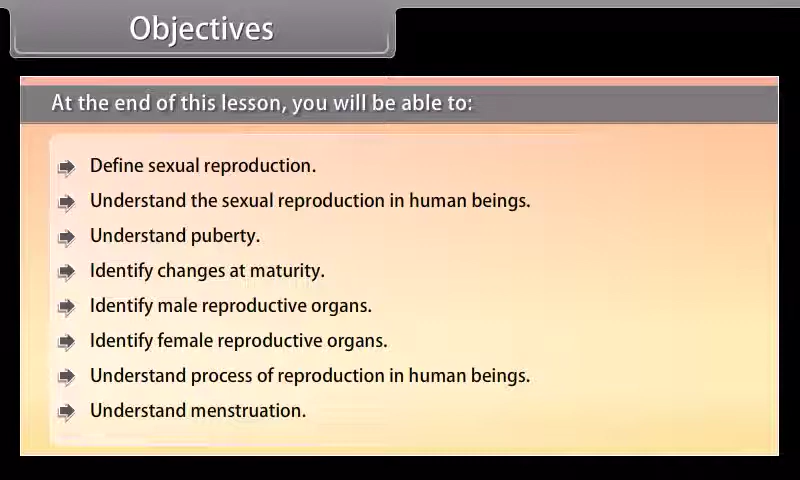 Objectives
At the end of this lesson, you will be able to:
Define sexual reproduction.
Understand the sexual reproduction in human beings.
Understand puberty.
Identify changes at maturity.
Identify male reproductive organs.
Identify female reproductive organs.
Understand process of reproduction in human beings.
Understand menstruation.